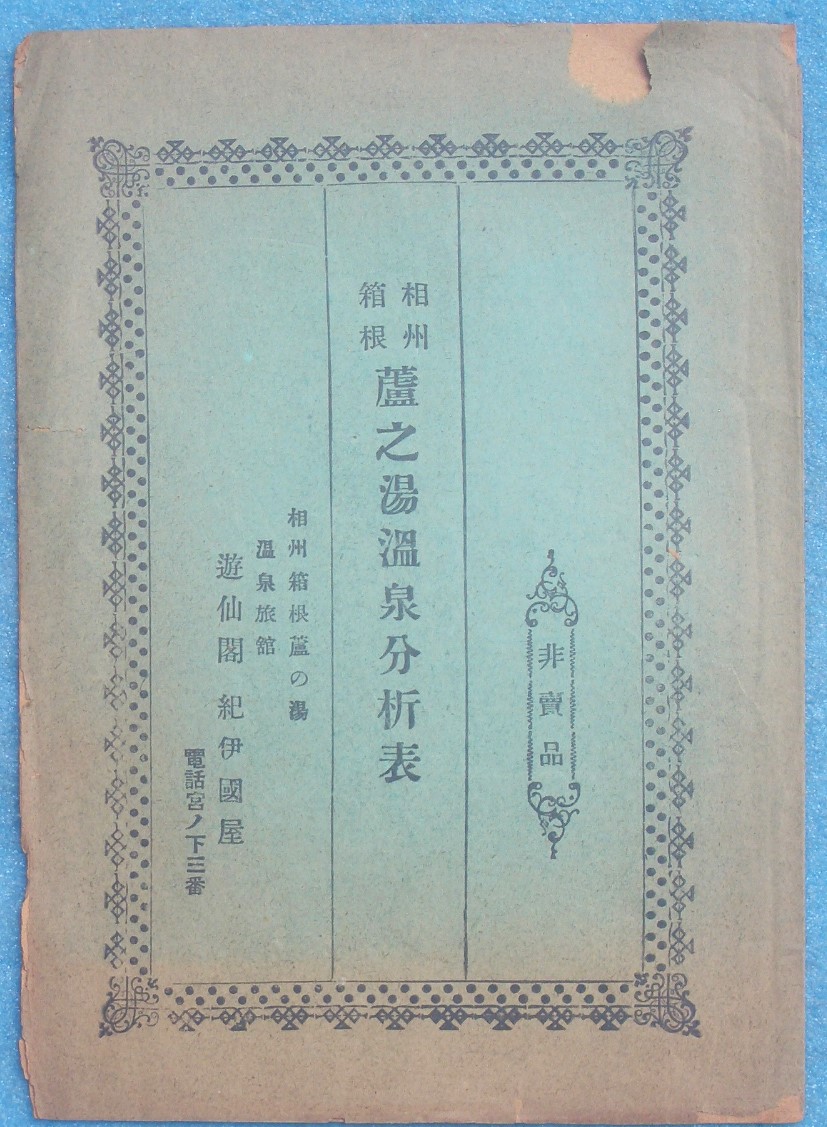 非賣品
相州
箱根
蘆之湯溫泉分析表
相州箱根蘆の湯
溫泉旅舘
遊仙閣 紀伊國屋
電話宮ノ下三番